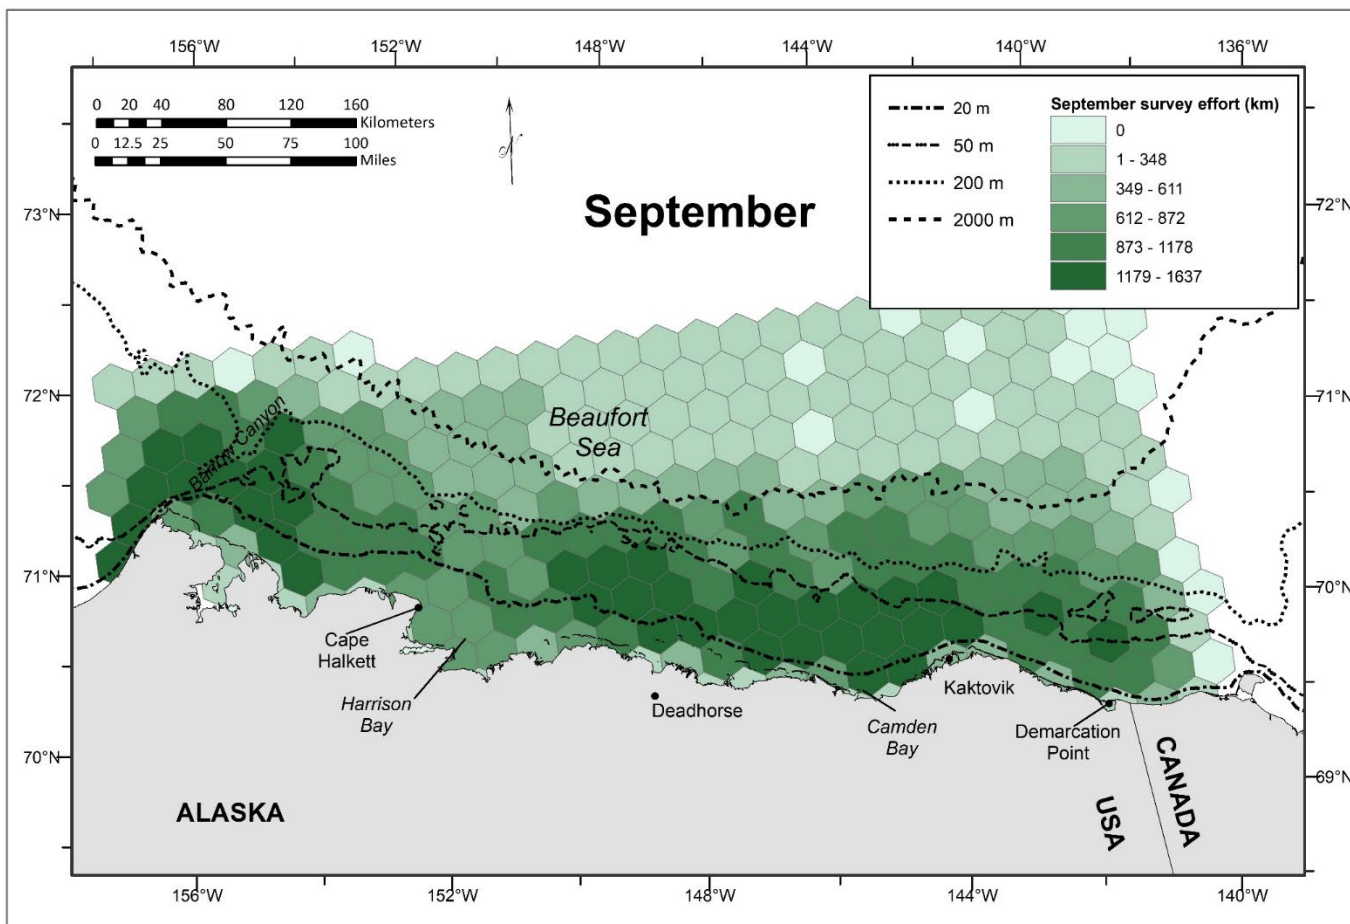 156°W
152°W
148°W
144°W
140°W
136°W
0 20 40 80 120 160
Kilometers
0 12.5 25 50 75 100
Miles
N
20 m
50 m
200 m
2000 m
September survey effort (km)
0
1 - 348
349 - 611
612 - 872
873 - 1178
1179 - 1637
September
73°N
72°N
72°N
71°N
71°N
70°N
70°N
69°N
Barrow Canyon
Beaufort
Sea
Cape
Halkett
Harrison
Bay
Deadhorse
Camden
Bay
Kaktovik
Demarcation
Point
ALASKA
USA
CANADA
156°W
152°W
148°W
144°W
140°W